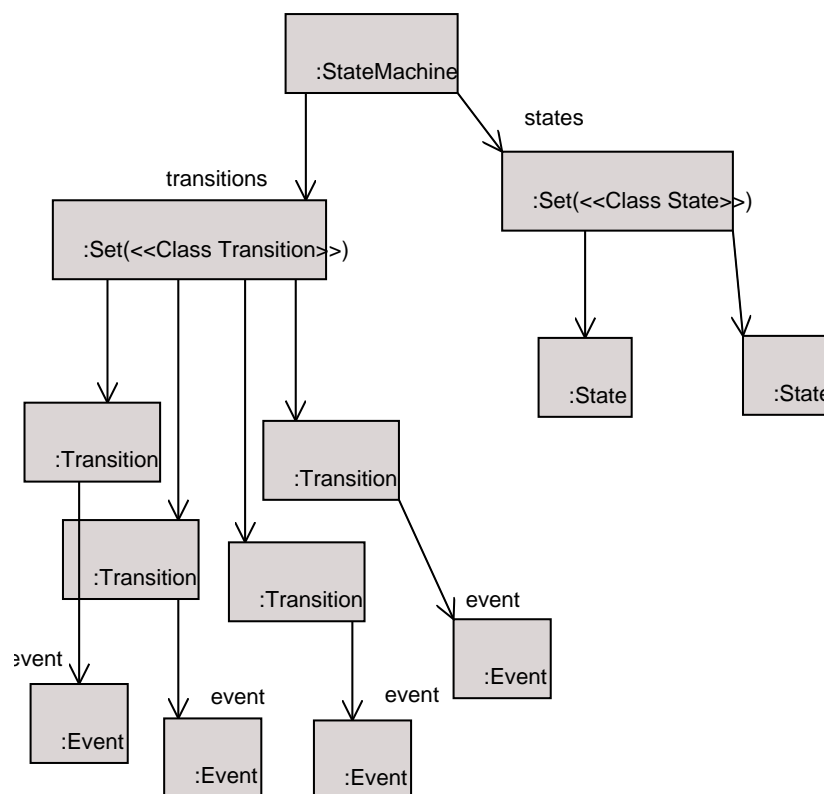 :StateMachine
states
transitions
:Set(<<Class State>>)
:Set(<<Class Transition>>)
:State
:State
:Transition
:Transition
:Transition
:Transition
event
:Event
event
:Event
event
:Event
event
:Event